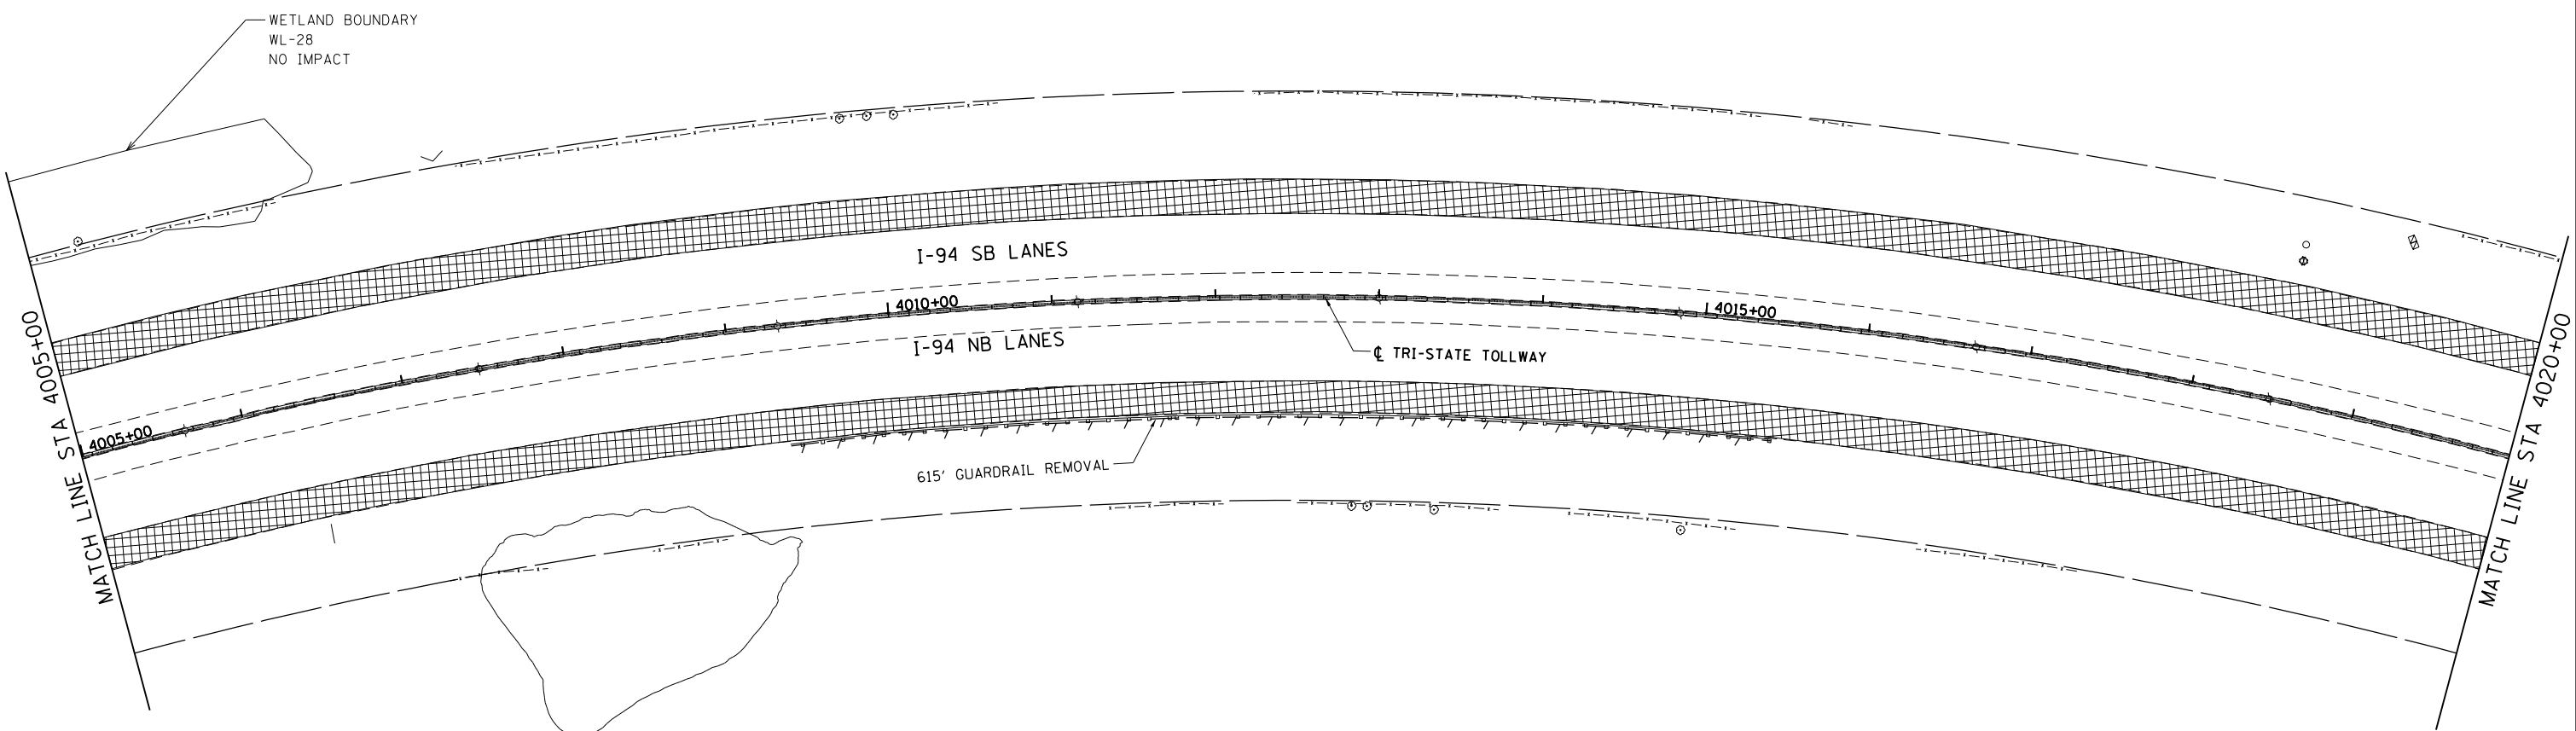 WETLAND BOUNDARY
WL-28
NO IMPACT
I-94 SB LANES
4010+00
4015+00
I-94 NB LANES
℄ TRI-STATE TOLLWAY
4005+00
615' GUARDRAIL REMOVAL
MATCH LINE STA 4005+00
MATCH LINE STA 4020+00